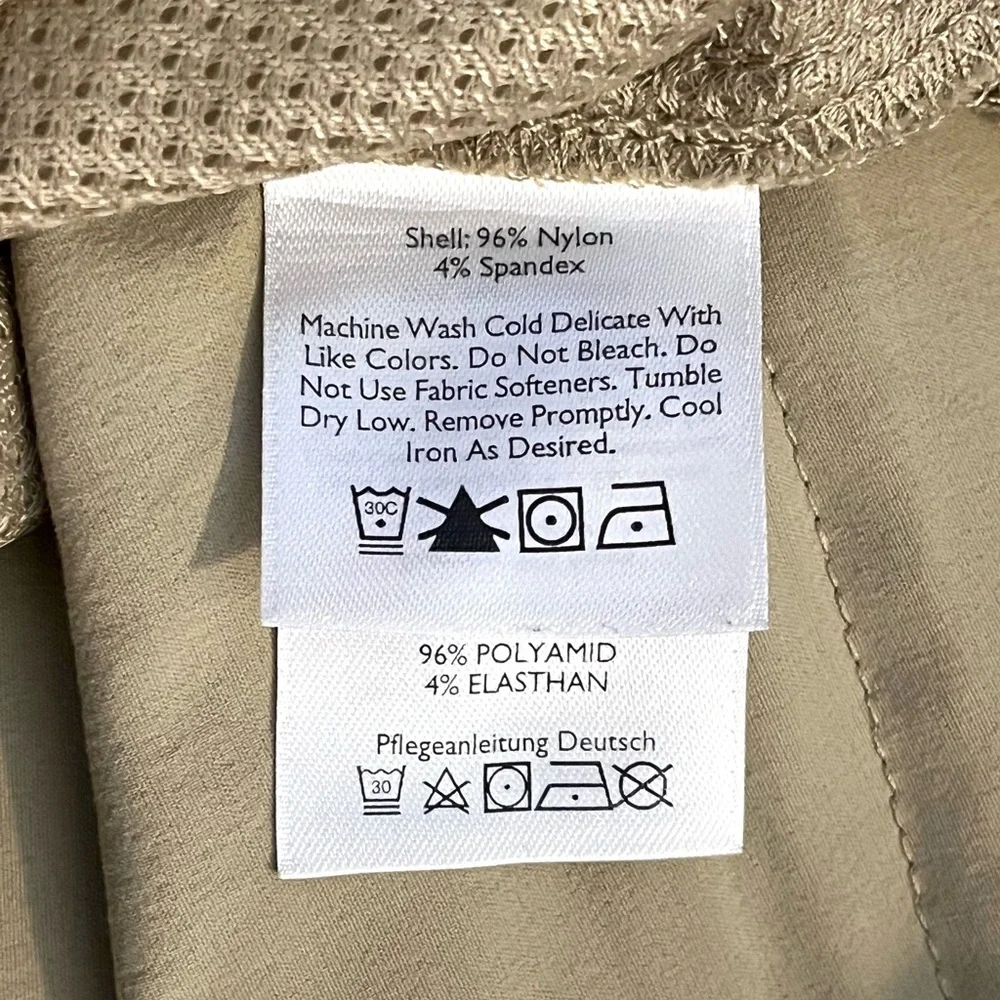 Shell: 96% Nylon
4% Spandex
Machine Wash Cold Delicate With
Like Colors. Do Not Bleach. Do
Not Use Fabric Softeners. Tumble
Dry Low. Remove Promptly. Cool
Iron As Desired.
30C
96% POLYAMID
4% ELASTHAN
Pflegeanleitung Deutsch
30